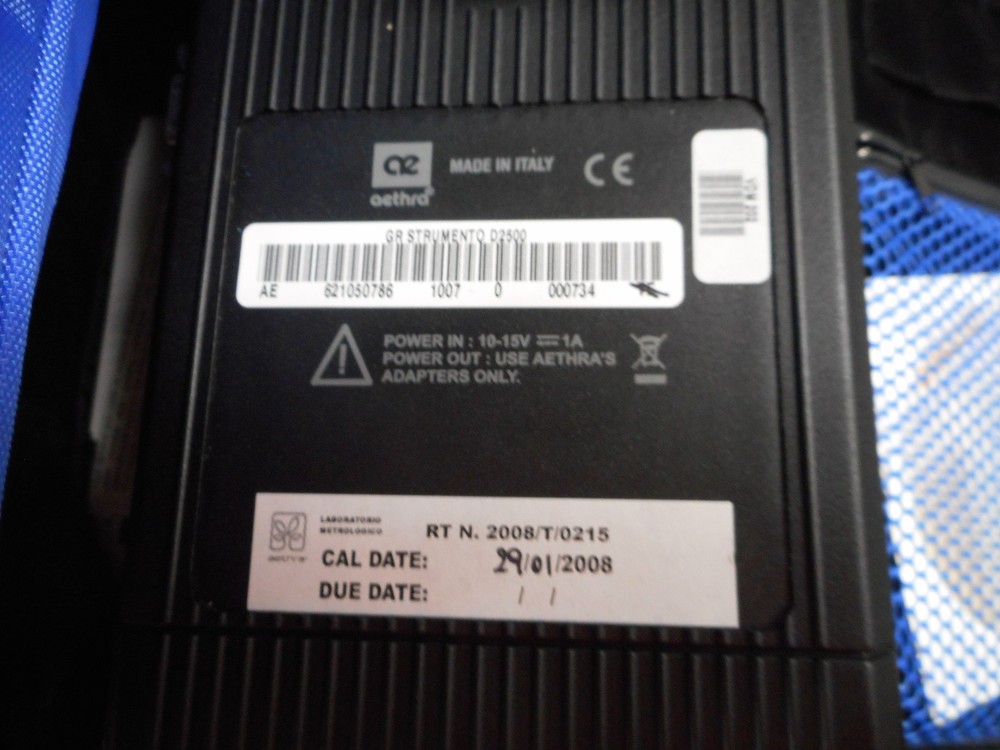 ae
aethra®
MADE IN ITALY
CE
GR STRUMENTO D2500
AE 621050786 1007 0 000734
POWER IN : 10-15V ⎓ 1A
POWER OUT : USE AETHRA'S
ADAPTERS ONLY.
LABORATORIO
METROLOGICO
RT N. 2008/T/0215
CAL DATE: 29/01/2008
DUE DATE: / /